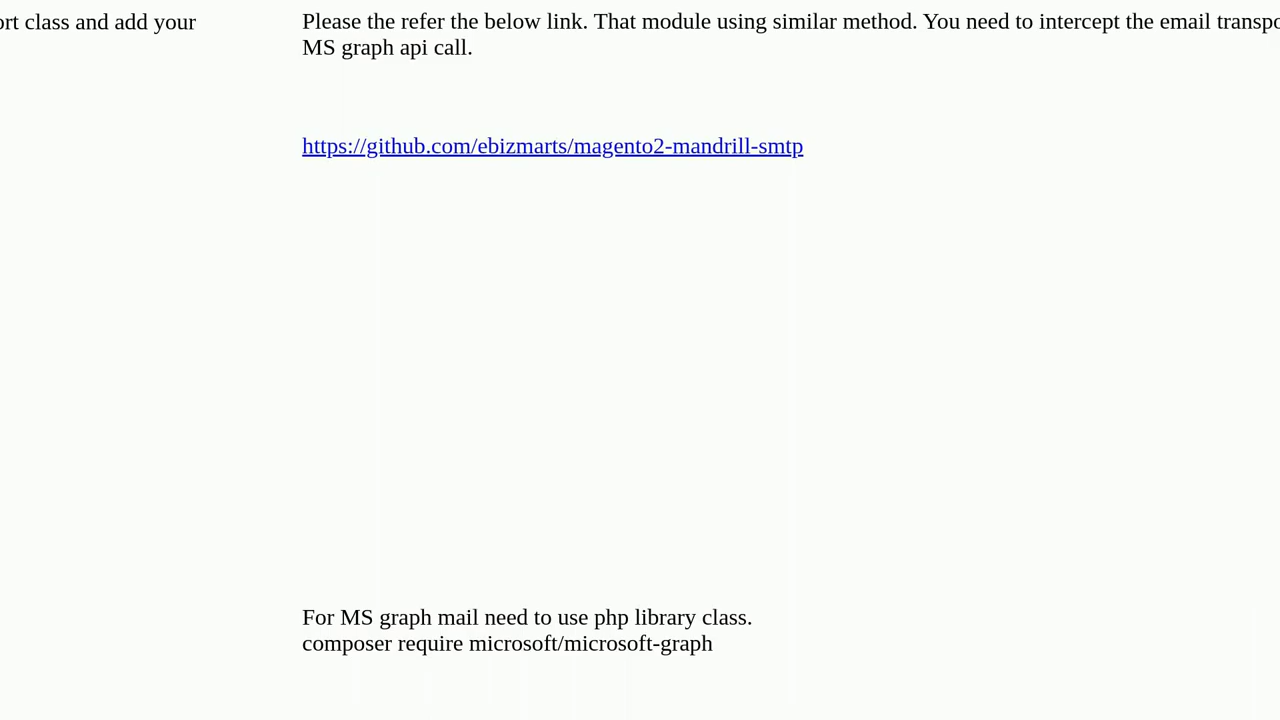 ort class and add your
Please the refer the below link. That module using similar method. You need to intercept the email transpo
MS graph api call.
https://github.com/ebizmarts/magento2-mandrill-smtp
For MS graph mail need to use php library class.
composer require microsoft/microsoft-graph